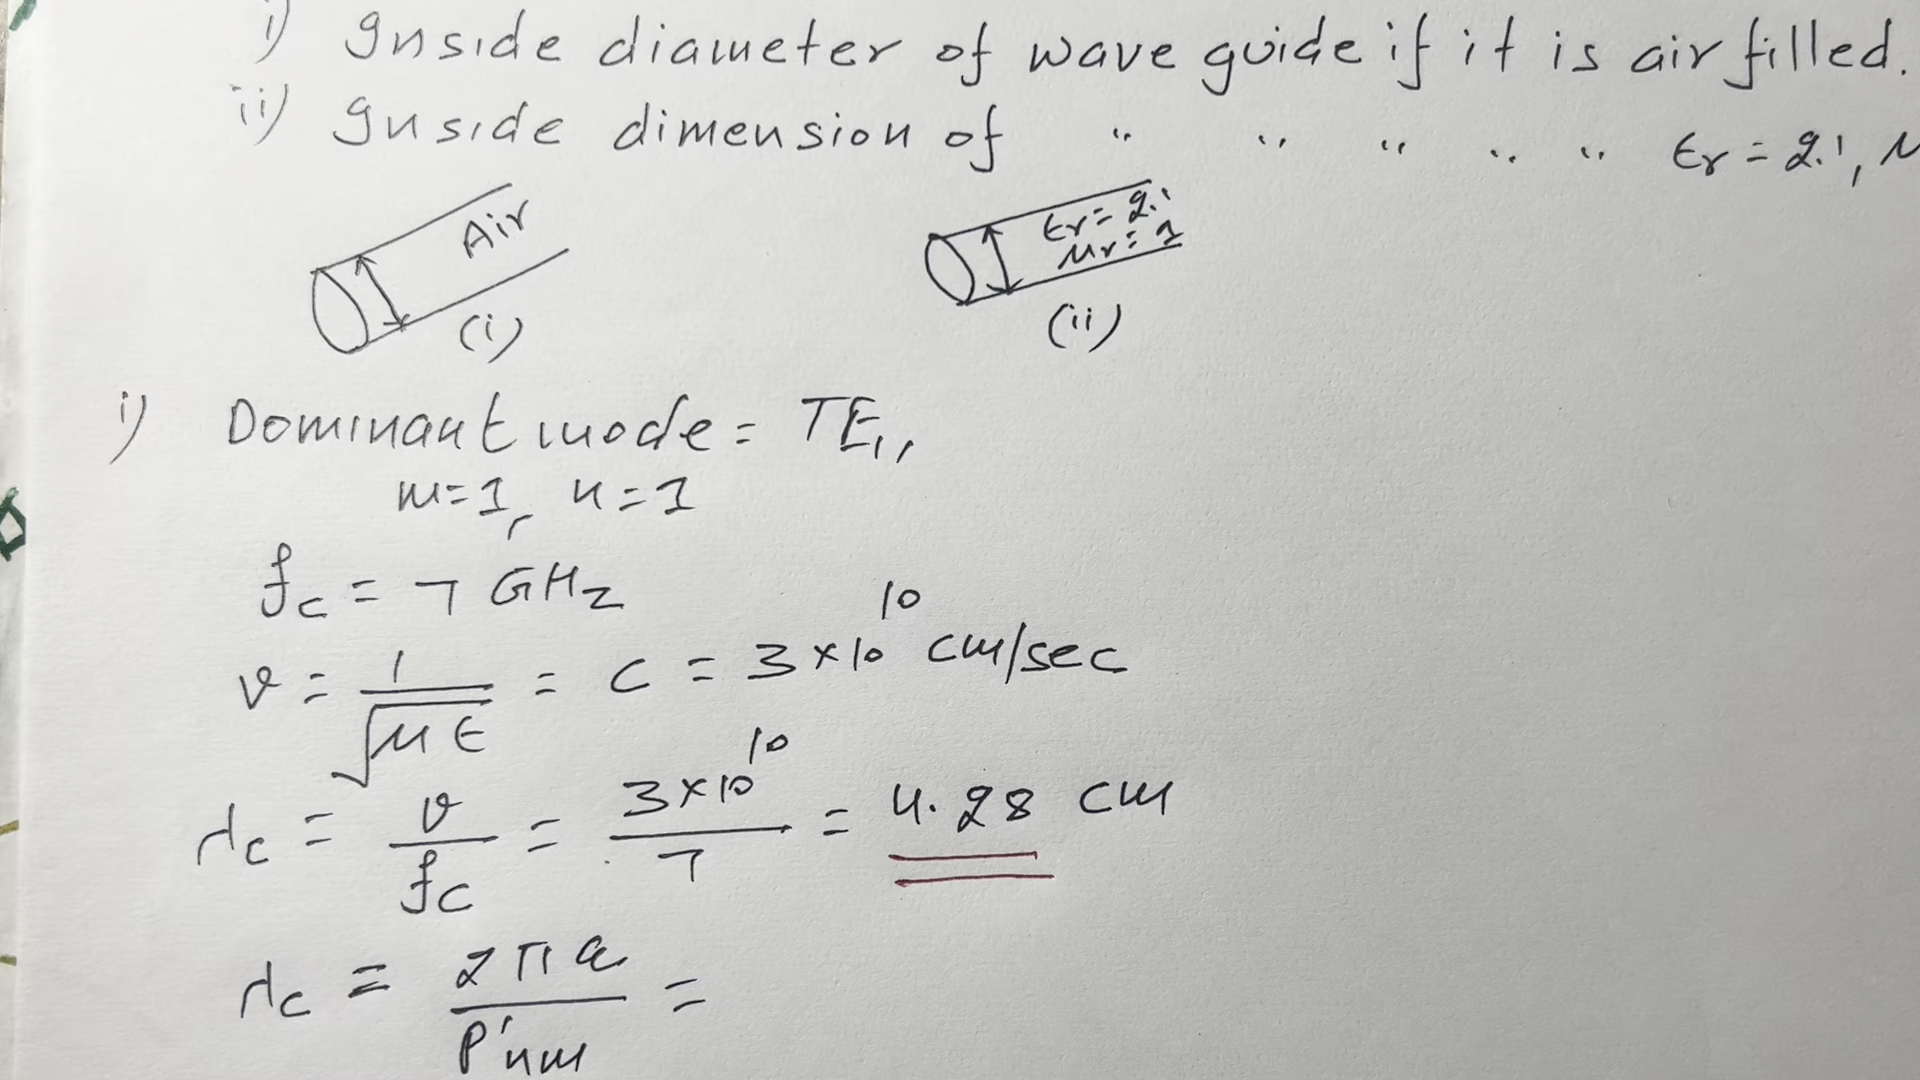 i) Inside diameter of wave guide if it is air filled.
ii) Inside dimension of " " " " " Er = 2.1, μ
Air
(i)
Er = 2.1
μr = 1
(ii)
i) Dominant mode = TE11
m=1, n=1
fc = 7 GHz
v = 1/√με = c = 3×10^10 cm/sec
λc = v/fc = 3×10^10/7 = 4.28 cm
λc = 2πa/P'nm =